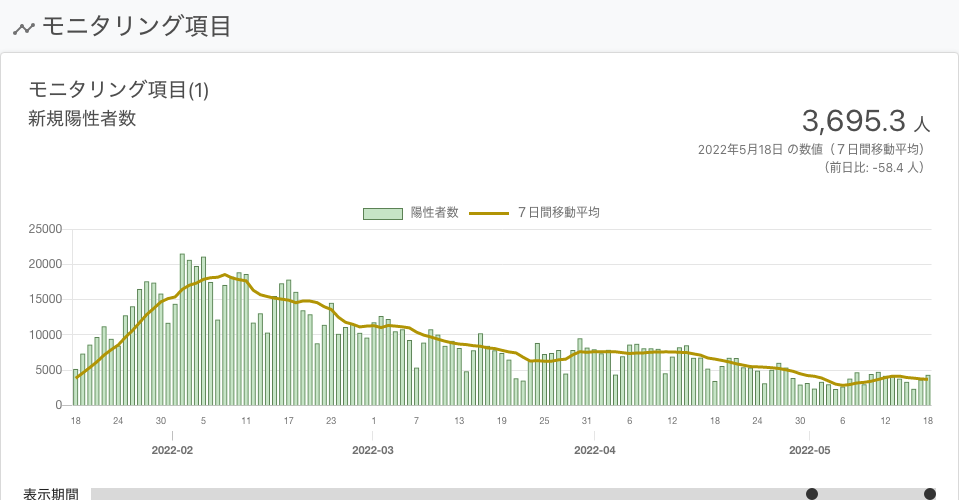 モニタリング項目
モニタリング項目(1)
新規陽性者数
3,695.3 人
2022年5月18日 の数値（７日間移動平均）
（前日比: -58.4 人）
陽性者数 ７日間移動平均
25000
20000
15000
10000
5000
0
18 24 30 5 11 17 23 1 7 13 19 25 31 6 12 18 24 30 6 12 18
2022-02 2022-03 2022-04 2022-05
表示期間